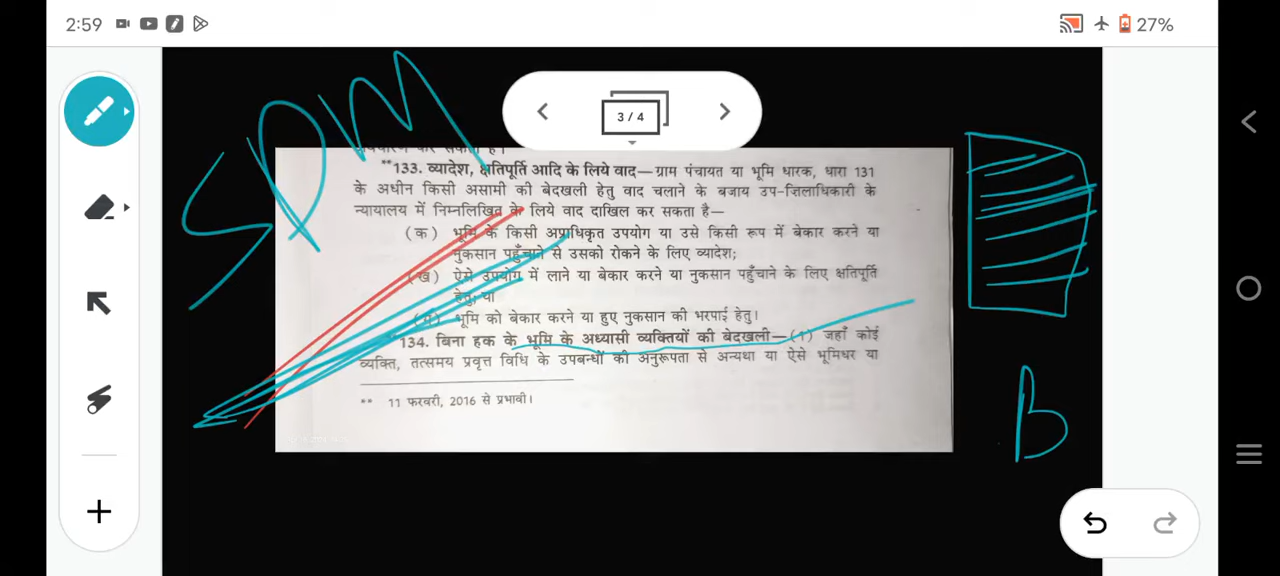 2:59
27%
3 / 4
SDM
**133. व्यादेश, क्षतिपूर्ति आदि के लिये वाद—ग्राम पंचायत या भूमि धारक, धारा 131
के अधीन किसी असामी की बेदखली हेतु वाद चलाने के बजाय उप-ज़िलाधिकारी के
न्यायालय में निम्नलिखित के लिये वाद दाखिल कर सकता है—
(क) भूमि के किसी अप्राधिकृत उपयोग या उसे किसी रूप में बेकार करने या
नुकसान पहुँचाने से उसको रोकने के लिए व्यादेश;
(ख) ऐसे उपयोग में लाने या बेकार करने या नुकसान पहुँचाने के लिए क्षतिपूर्ति
हेतु; या
(ग) भूमि को बेकार करने या हुए नुकसान की भरपाई हेतु।
**134. बिना हक के भूमि के अध्यासी व्यक्तियों की बेदखली—(1) जहाँ कोई
व्यक्ति, तत्समय प्रवृत्त विधि के उपबन्धों की अनुरूपता से अन्यथा या ऐसे भूमिधर या
** 11 फरवरी, 2016 से प्रभावी।
B